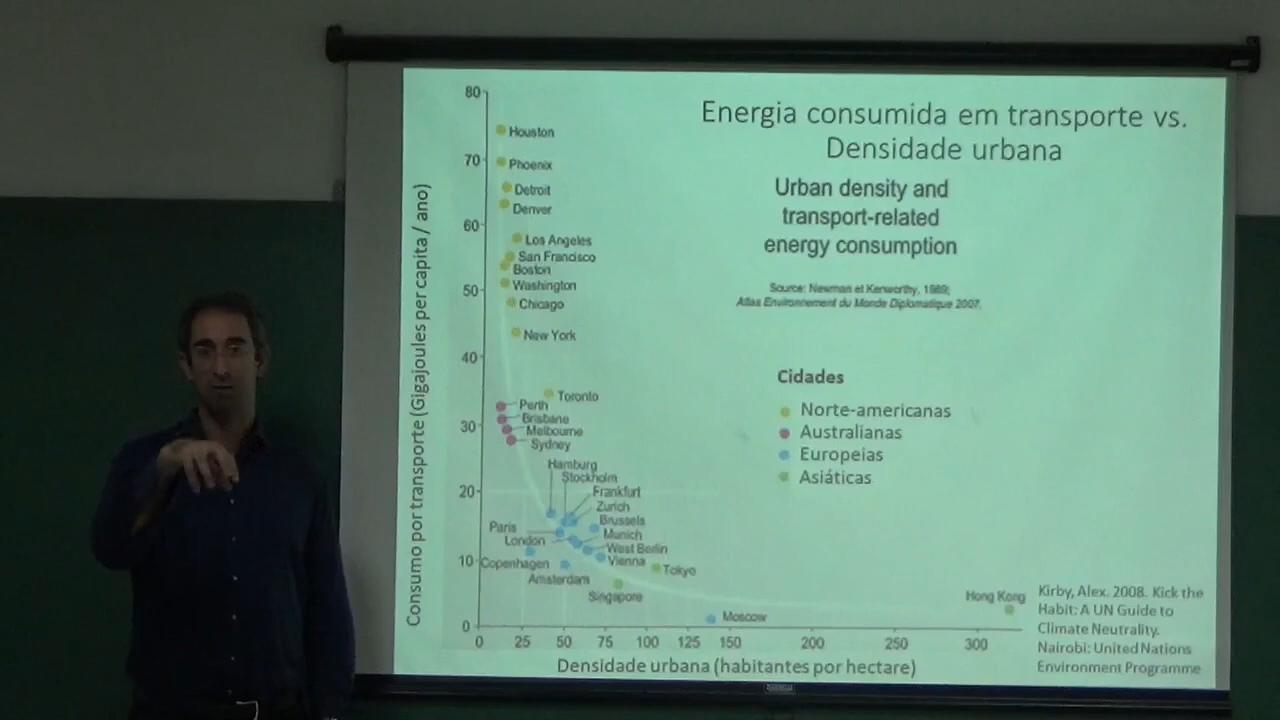 Energia consumida em transporte vs.
Densidade urbana
Urban density and
transport-related
energy consumption
Source: Newman et Kenworthy, 1989;
Atlas Environnement du Monde Diplomatique 2007.
Cidades
Norte-americanas
Australianas
Europeias
Asiáticas
Consumo por transporte (Gigajoules per capita / ano)
80
70
60
50
40
30
20
10
0
Houston
Phoenix
Detroit
Denver
Los Angeles
San Francisco
Boston
Washington
Chicago
New York
Toronto
Perth
Brisbane
Melbourne
Sydney
Hamburg
Stockholm
Frankfurt
Zurich
Brussels
Paris
Munich
London
West Berlin
Vienna
Copenhagen
Tokyo
Amsterdam
Singapore
Hong Kong
Moscow
0 25 50 75 100 125 150 200 250 300
Densidade urbana (habitantes por hectare)
Kirby, Alex. 2008. Kick the
Habit: A UN Guide to
Climate Neutrality.
Nairobi: United Nations
Environment Programme